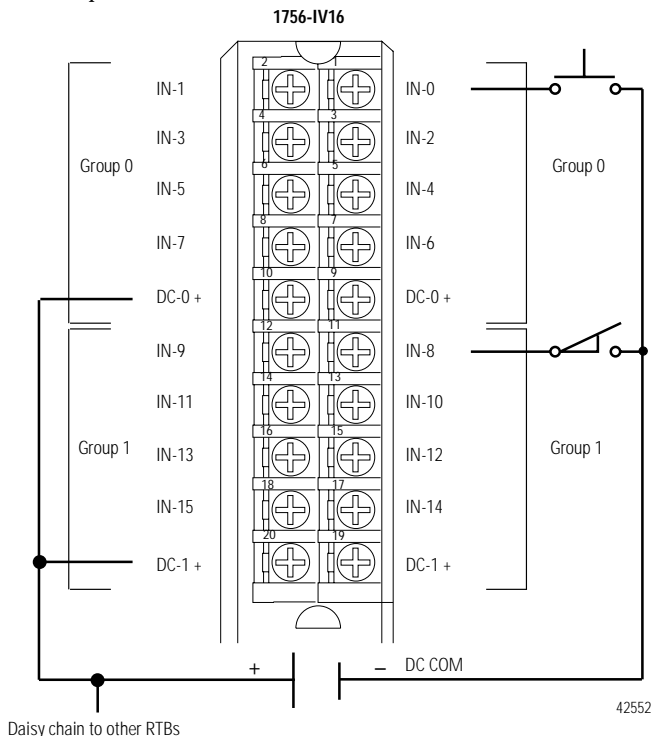 1756-IV16
2 1
IN-1 IN-0
4 3
IN-3 IN-2
Group 0 Group 0
6 5
IN-5 IN-4
8 7
IN-7 IN-6
10 9
DC-0 + DC-0 +
12 11
IN-9 IN-8
14 13
IN-11 IN-10
Group 1 Group 1
16 15
IN-13 IN-12
18 17
IN-15 IN-14
20 19
DC-1 + DC-1 +
+ – DC COM
42552
Daisy chain to other RTBs